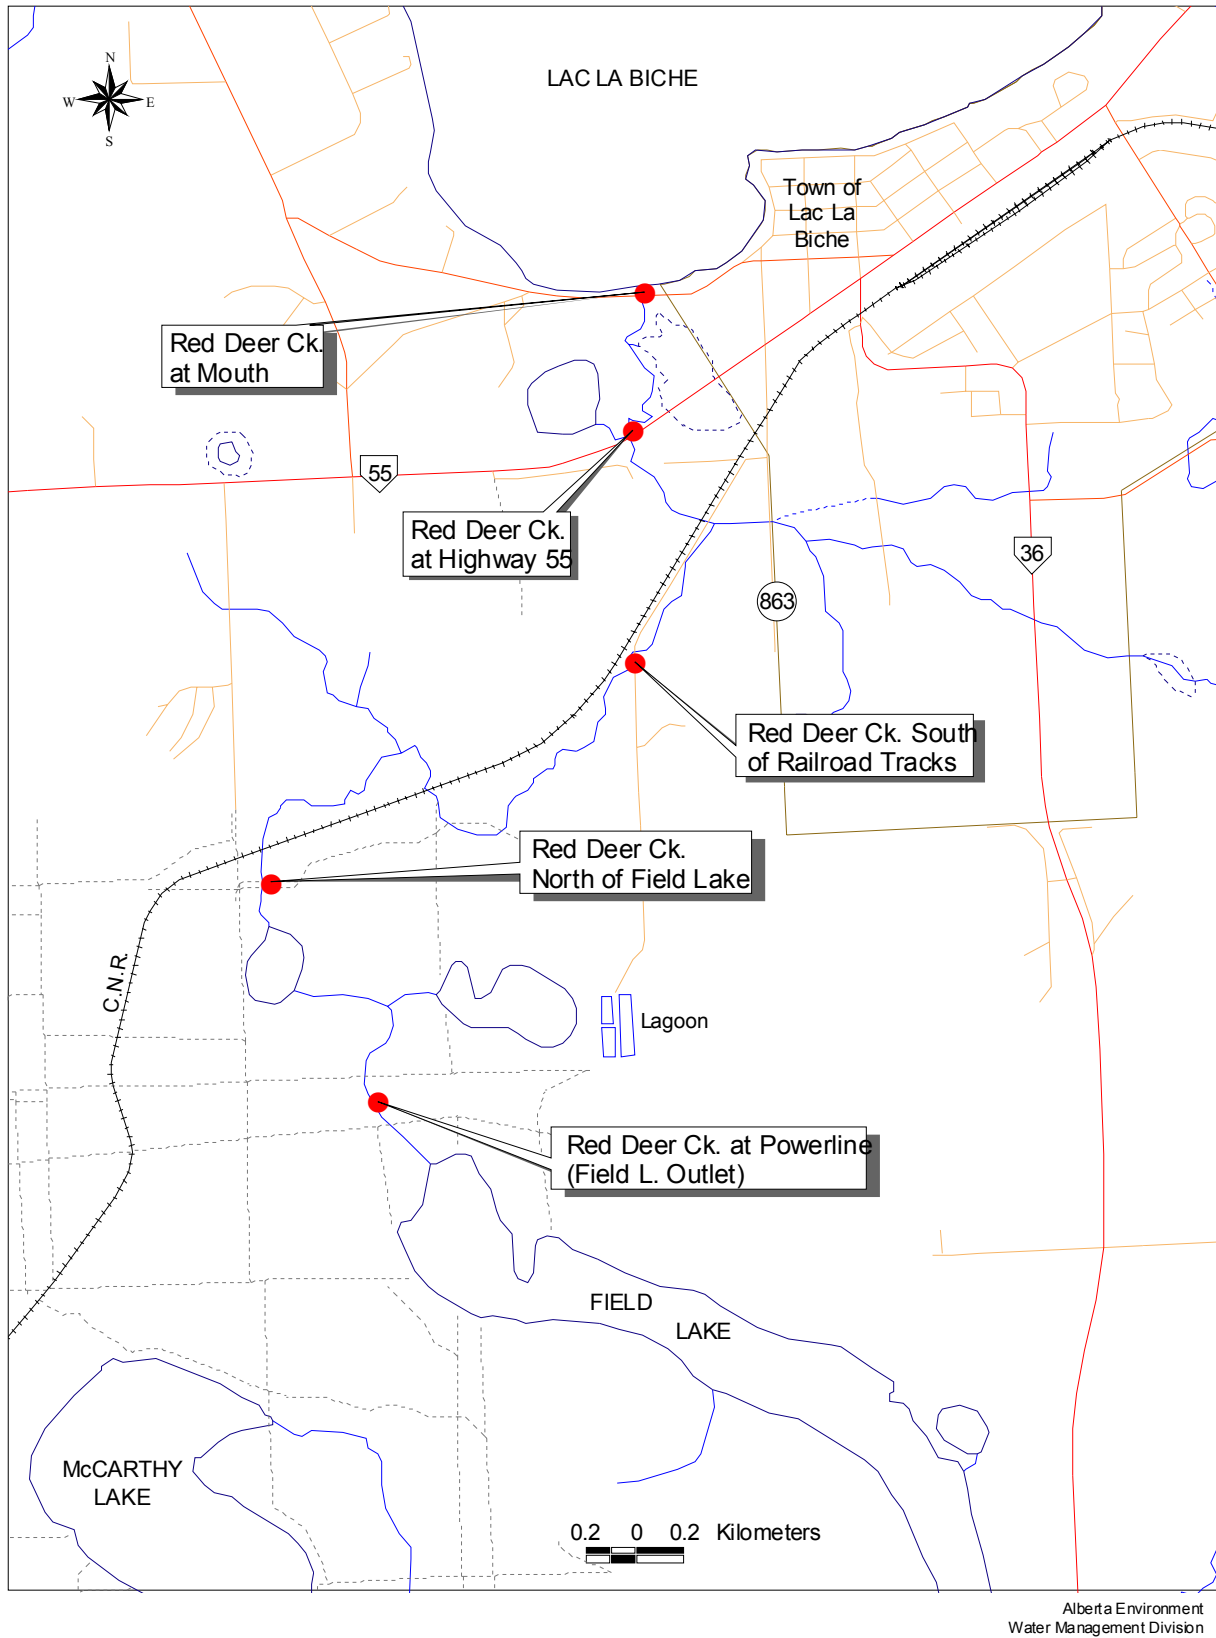 LAC LA BICHE
N
W
E
S
Town of
Lac La
Biche
Red Deer Ck.
at Mouth
55
Red Deer Ck.
at Highway 55
36
863
Red Deer Ck. South
of Railroad Tracks
Red Deer Ck.
North of Field Lake
C.N.R.
Lagoon
Red Deer Ck. at Powerline
(Field L. Outlet)
FIELD
LAKE
McCARTHY
LAKE
0.2 0 0.2 Kilometers
Alberta Environment
Water Management Division